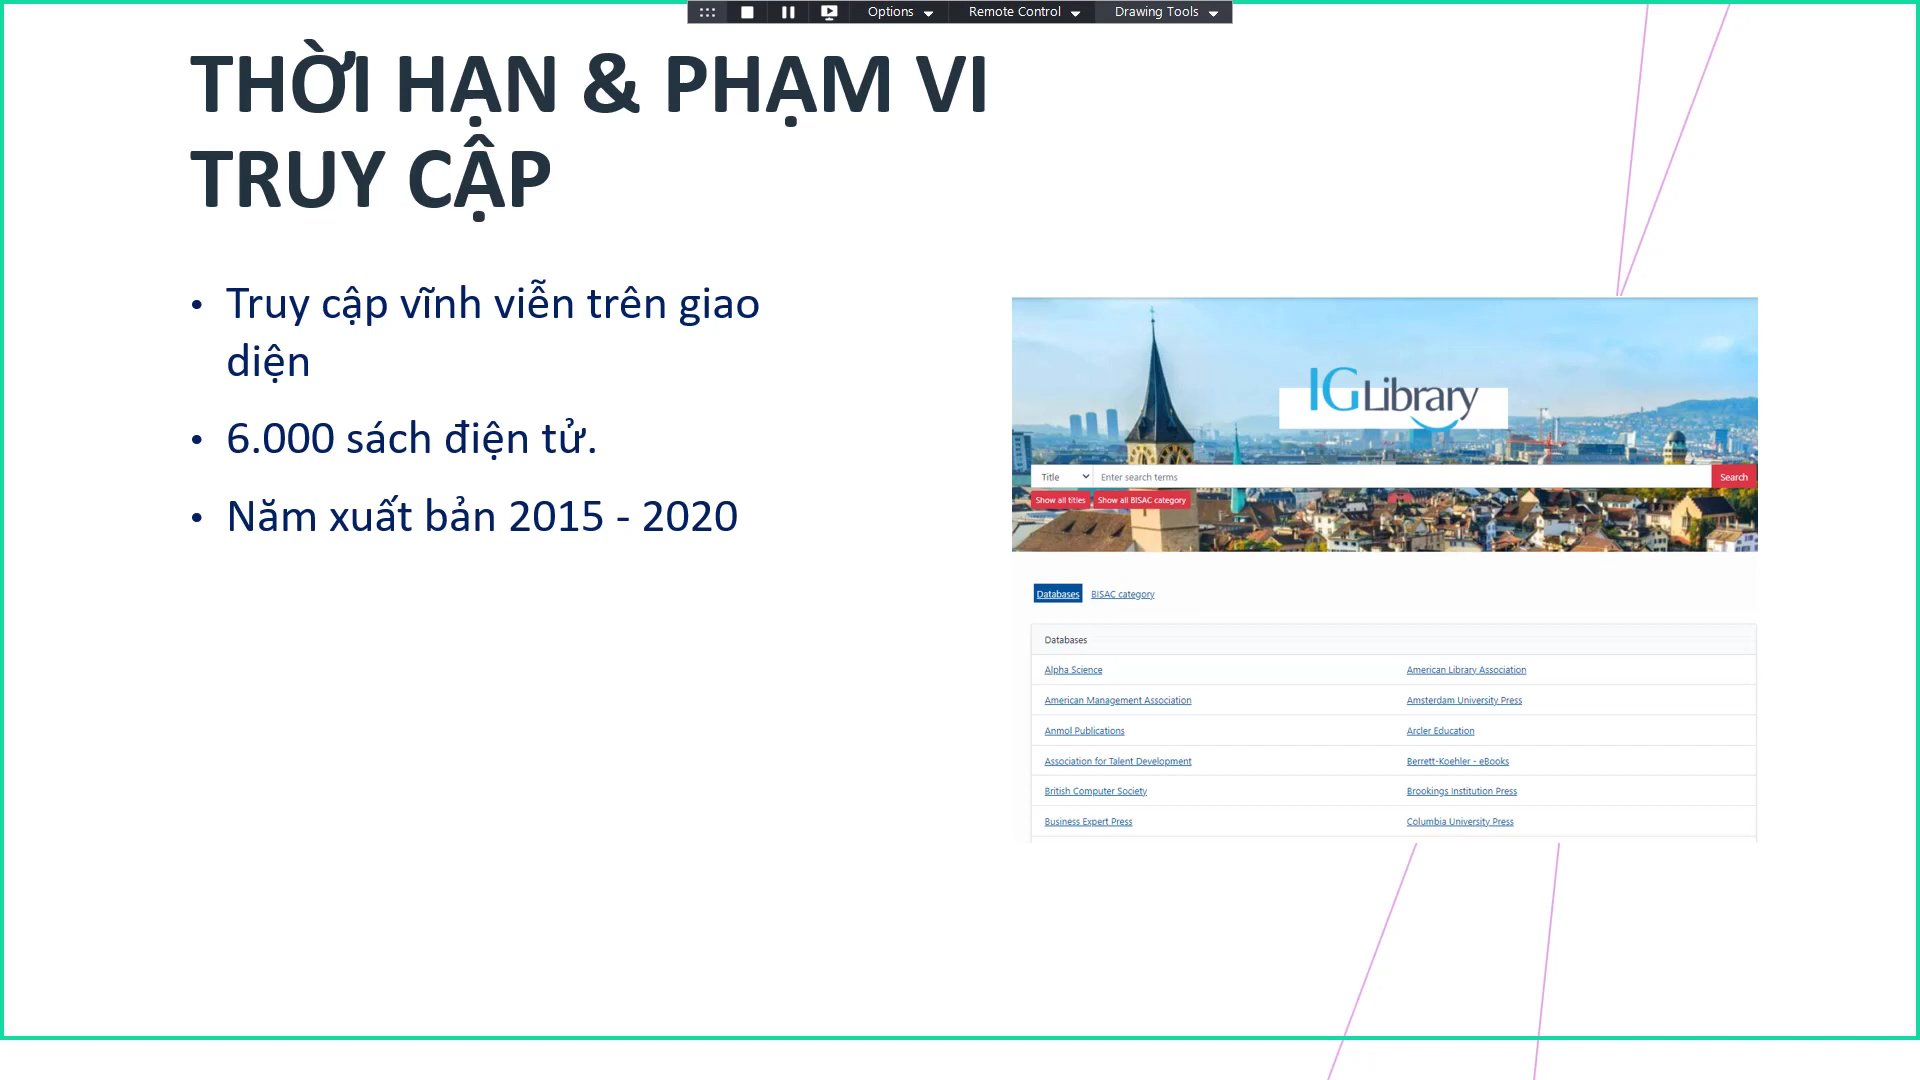 Options
Remote Control
Drawing Tools
THỜI HẠN & PHẠM VI
TRUY CẬP
• Truy cập vĩnh viễn trên giao
diện
• 6.000 sách điện tử.
• Năm xuất bản 2015 - 2020
IGLibrary
Title
Enter search terms
Search
Show all titles
Show all BISAC category
Databases
BISAC category
Databases
Alpha Science
American Library Association
American Management Association
Amsterdam University Press
Anmol Publications
Arcler Education
Association for Talent Development
Berrett-Koehler - eBooks
British Computer Society
Brookings Institution Press
Business Expert Press
Columbia University Press